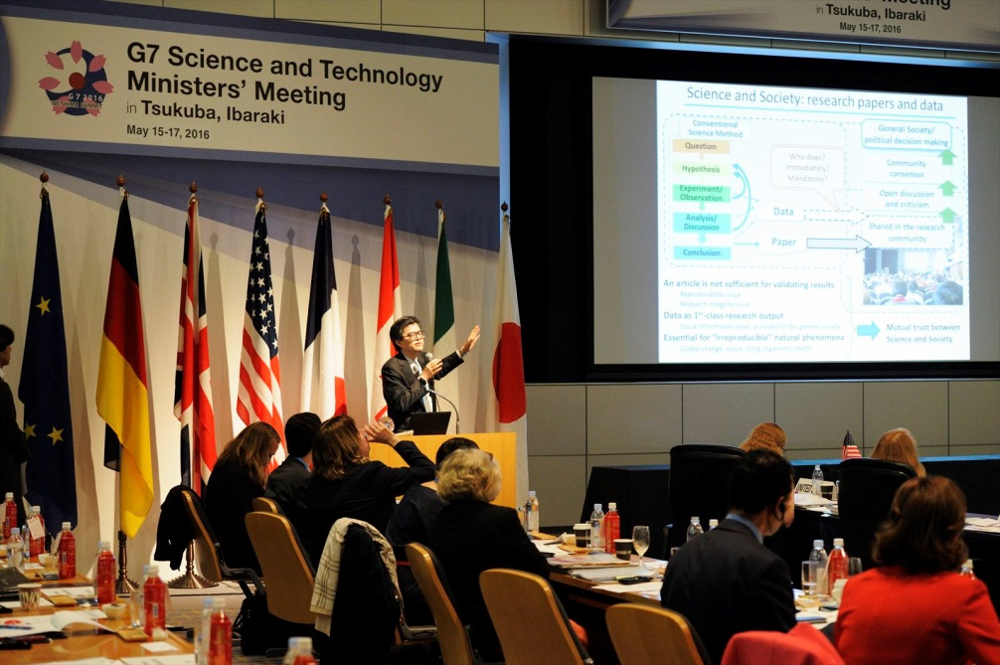 G7 Science and Technology
Ministers' Meeting
in Tsukuba, Ibaraki
May 15-17, 2016
G7 2016
ISE-SHIMA SUMMIT
Meeting
in Tsukuba, Ibaraki
May 15-17, 2016
Science and Society: research papers and data
Conventional
Science Method
Question
Hypothesis
Experiment/
Observation
Analysis/
Discussion
Conclusion
Who does?
Immediately?
Mandatory?
Data
Paper
General Society/
political decision making
Community
consensus
Open discussion
and criticism
Shared in the research
community
An article is not sufficient for validating results.
Reproducibility issue
Research integrity issue
Data as 1st-class research output
Social information asset, provided to the general society
Essential for "irreproducible" natural phenomena
Global change, space, living organisms, health
Mutual trust between
Science and Society
UNITED